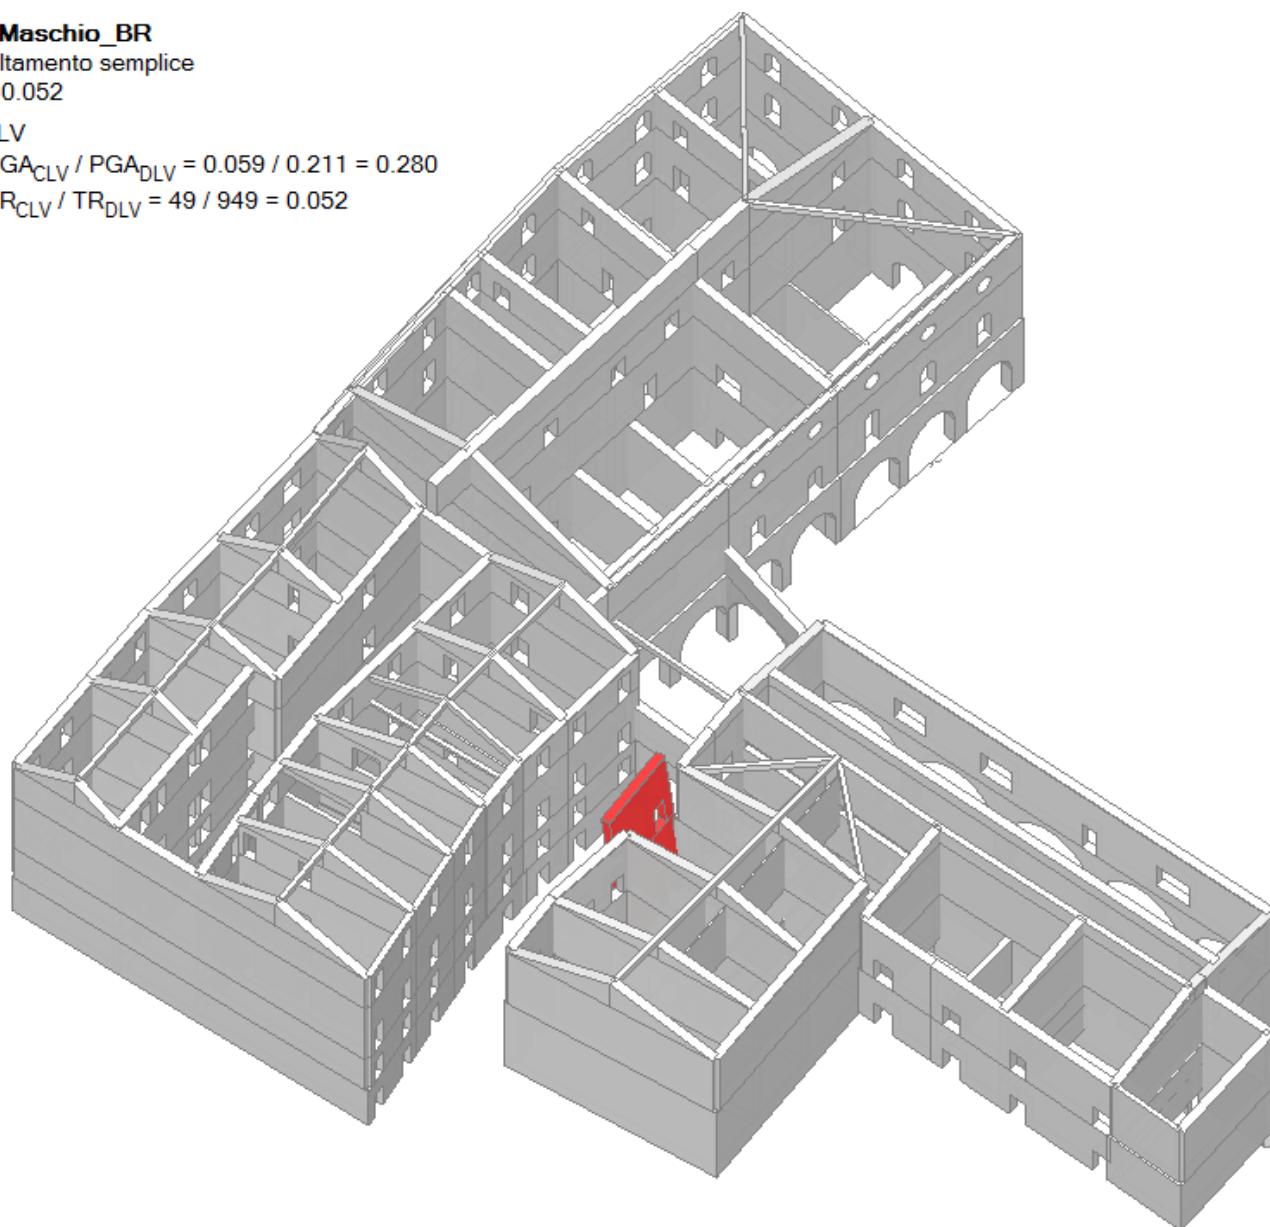 Maschio_BR
ltamento semplice
0.052
LV
GACLV / PGADLV = 0.059 / 0.211 = 0.280
RCLV / TRDLV = 49 / 949 = 0.052